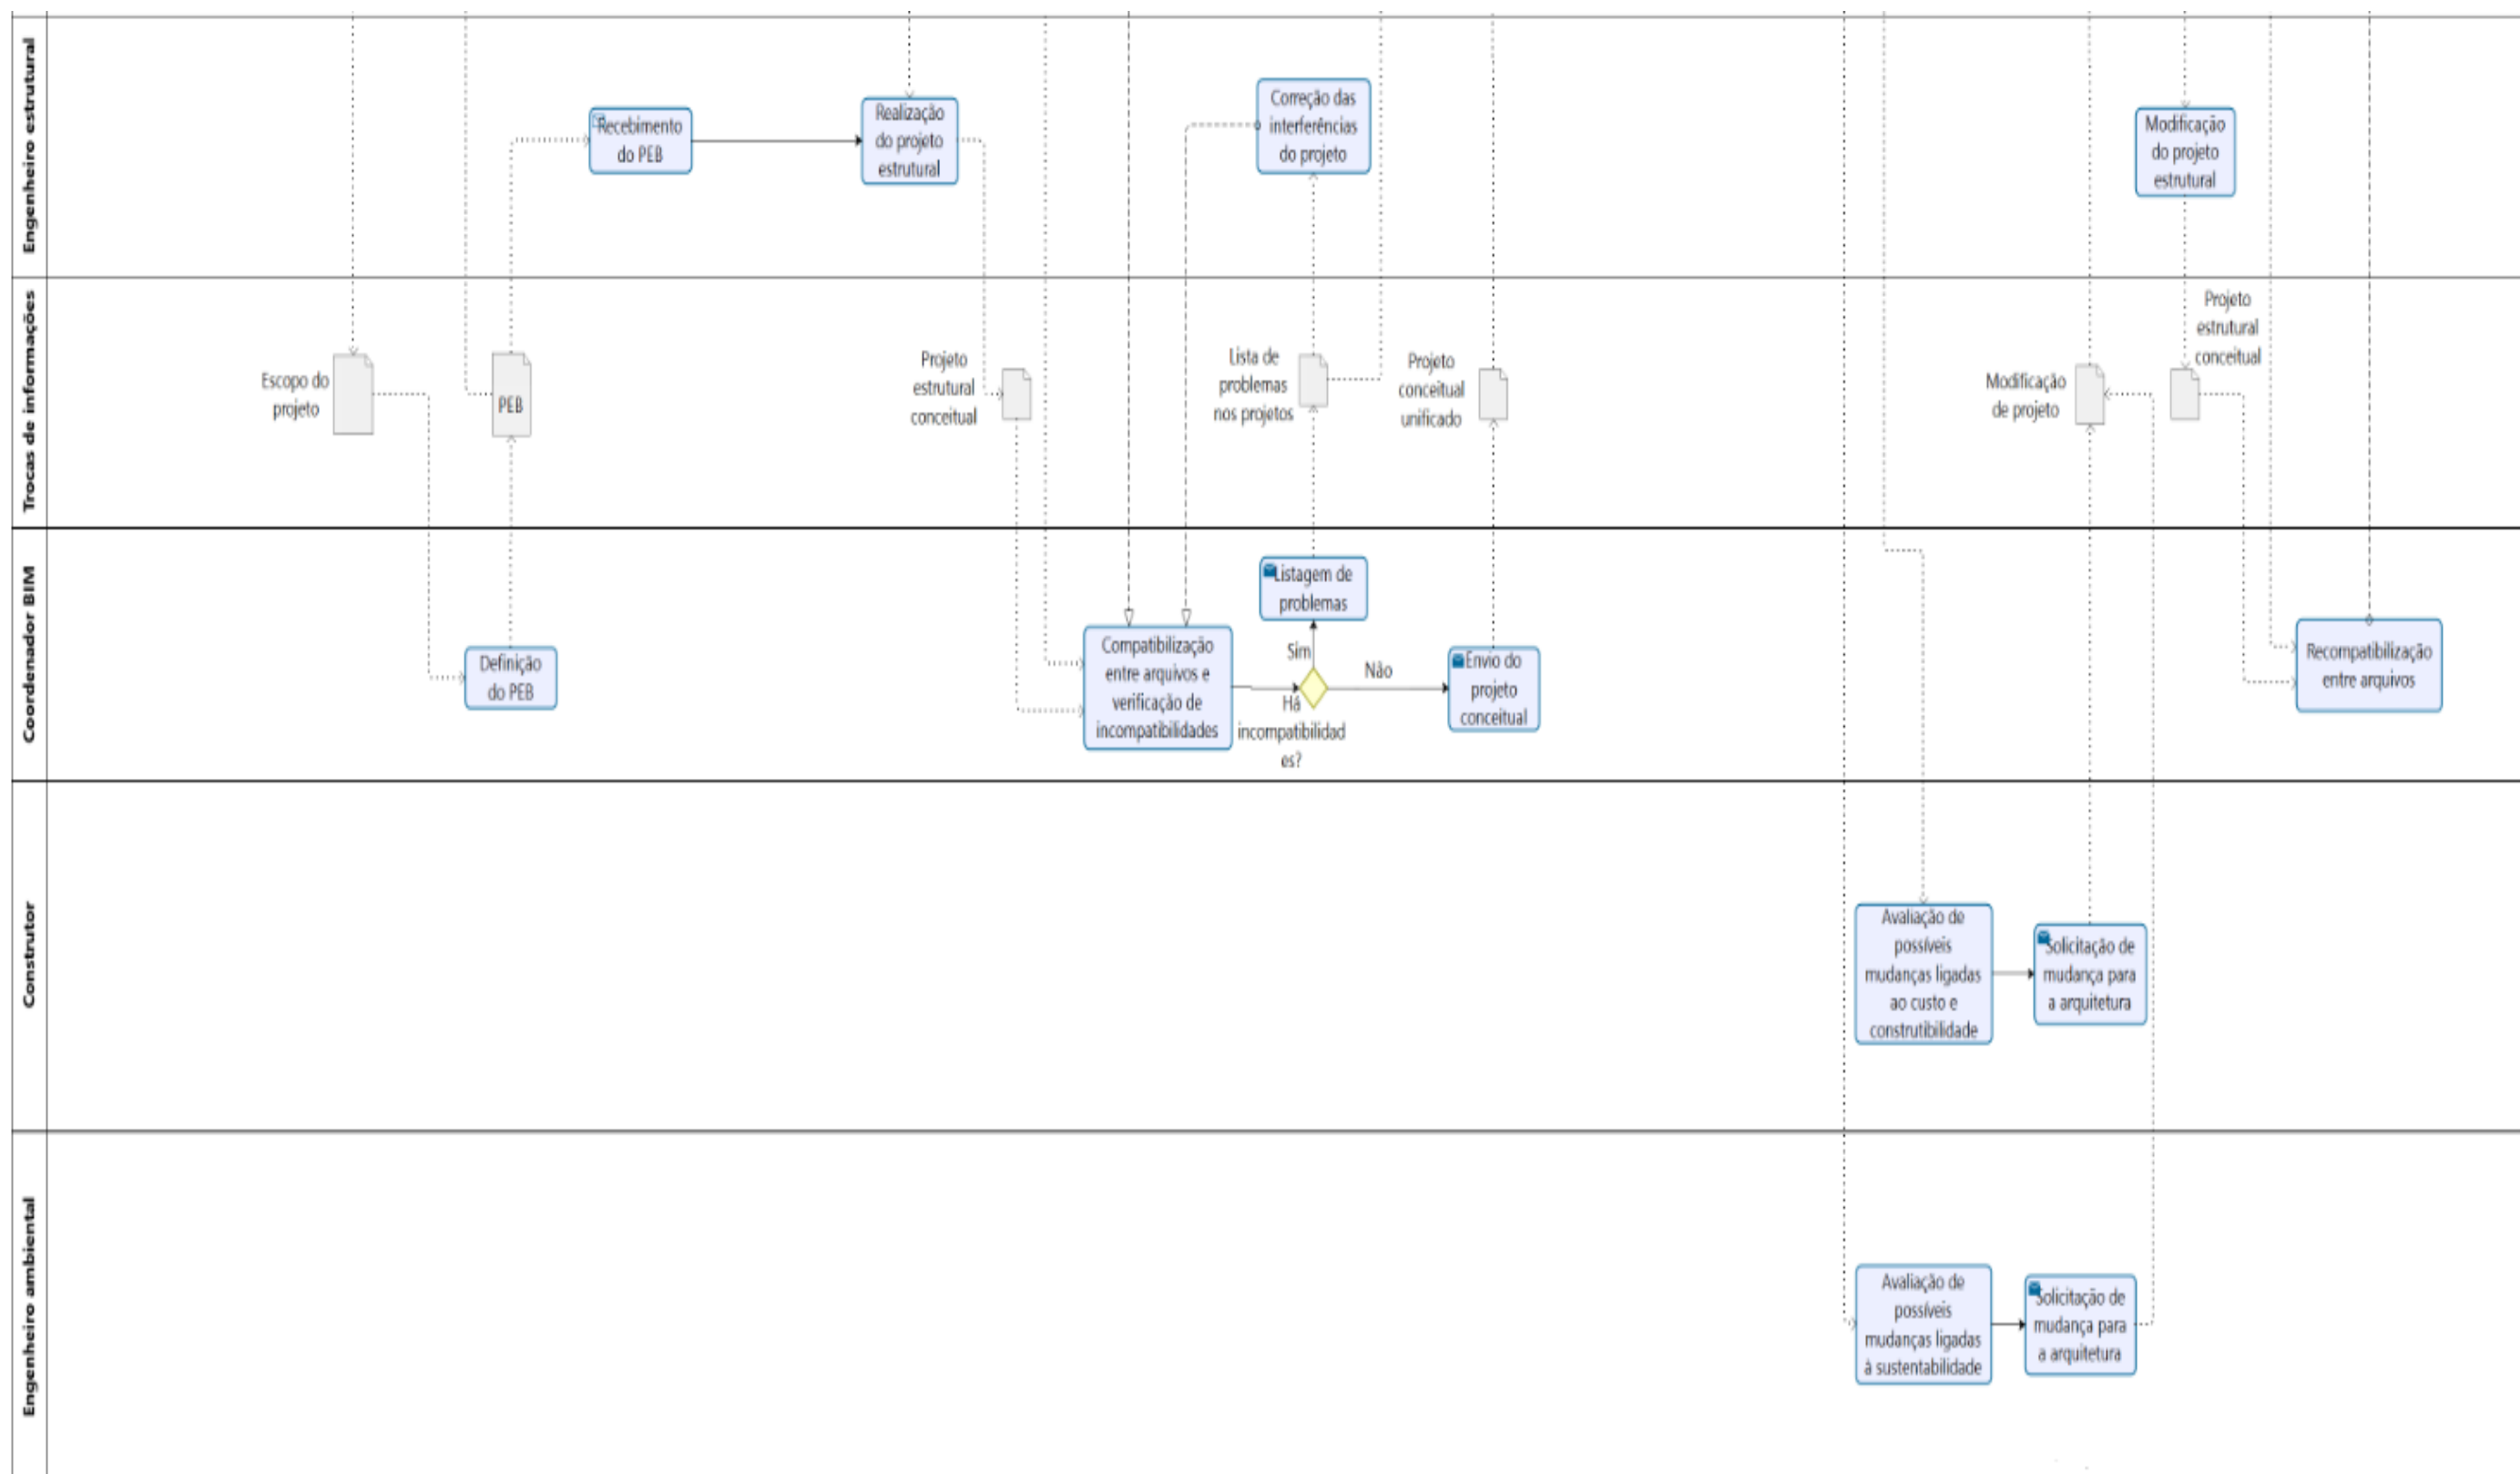 Engenheiro estrutural
Recebimento
do PEB
Realização
do projeto
estrutural
Correção das
interferências
do projeto
Modificação
do projeto
estrutural
Trocas de informações
Escopo do
projeto
PEB
Projeto
estrutural
conceitual
Lista de
problemas
nos projetos
Projeto
conceitual
unificado
Modificação
de projeto
Projeto
estrutural
conceitual
Coordenador BIM
Definição
do PEB
Compatibilização
entre arquivos e
verificação de
incompatibilidades
Listagem de
problemas
Sim
Não
Há
incompatibilidad
es?
Envio do
projeto
conceitual
Recompatibilização
entre arquivos
Construtor
Avaliação de
possíveis
mudanças ligadas
ao custo e
construtibilidade
Solicitação de
mudança para
a arquitetura
Engenheiro ambiental
Avaliação de
possíveis
mudanças ligadas
à sustentabilidade
Solicitação de
mudança para
a arquitetura